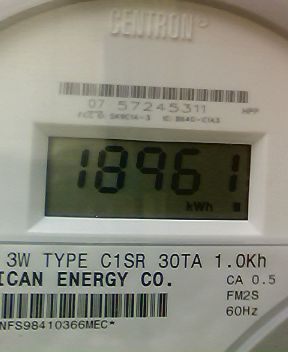 CENTRON
07 57245311
18961
kWh
3W TYPE C1SR 30TA 1.0Kh
ICAN ENERGY CO.
CA 0.5
FM2S
60Hz
NFS98410366MEC*